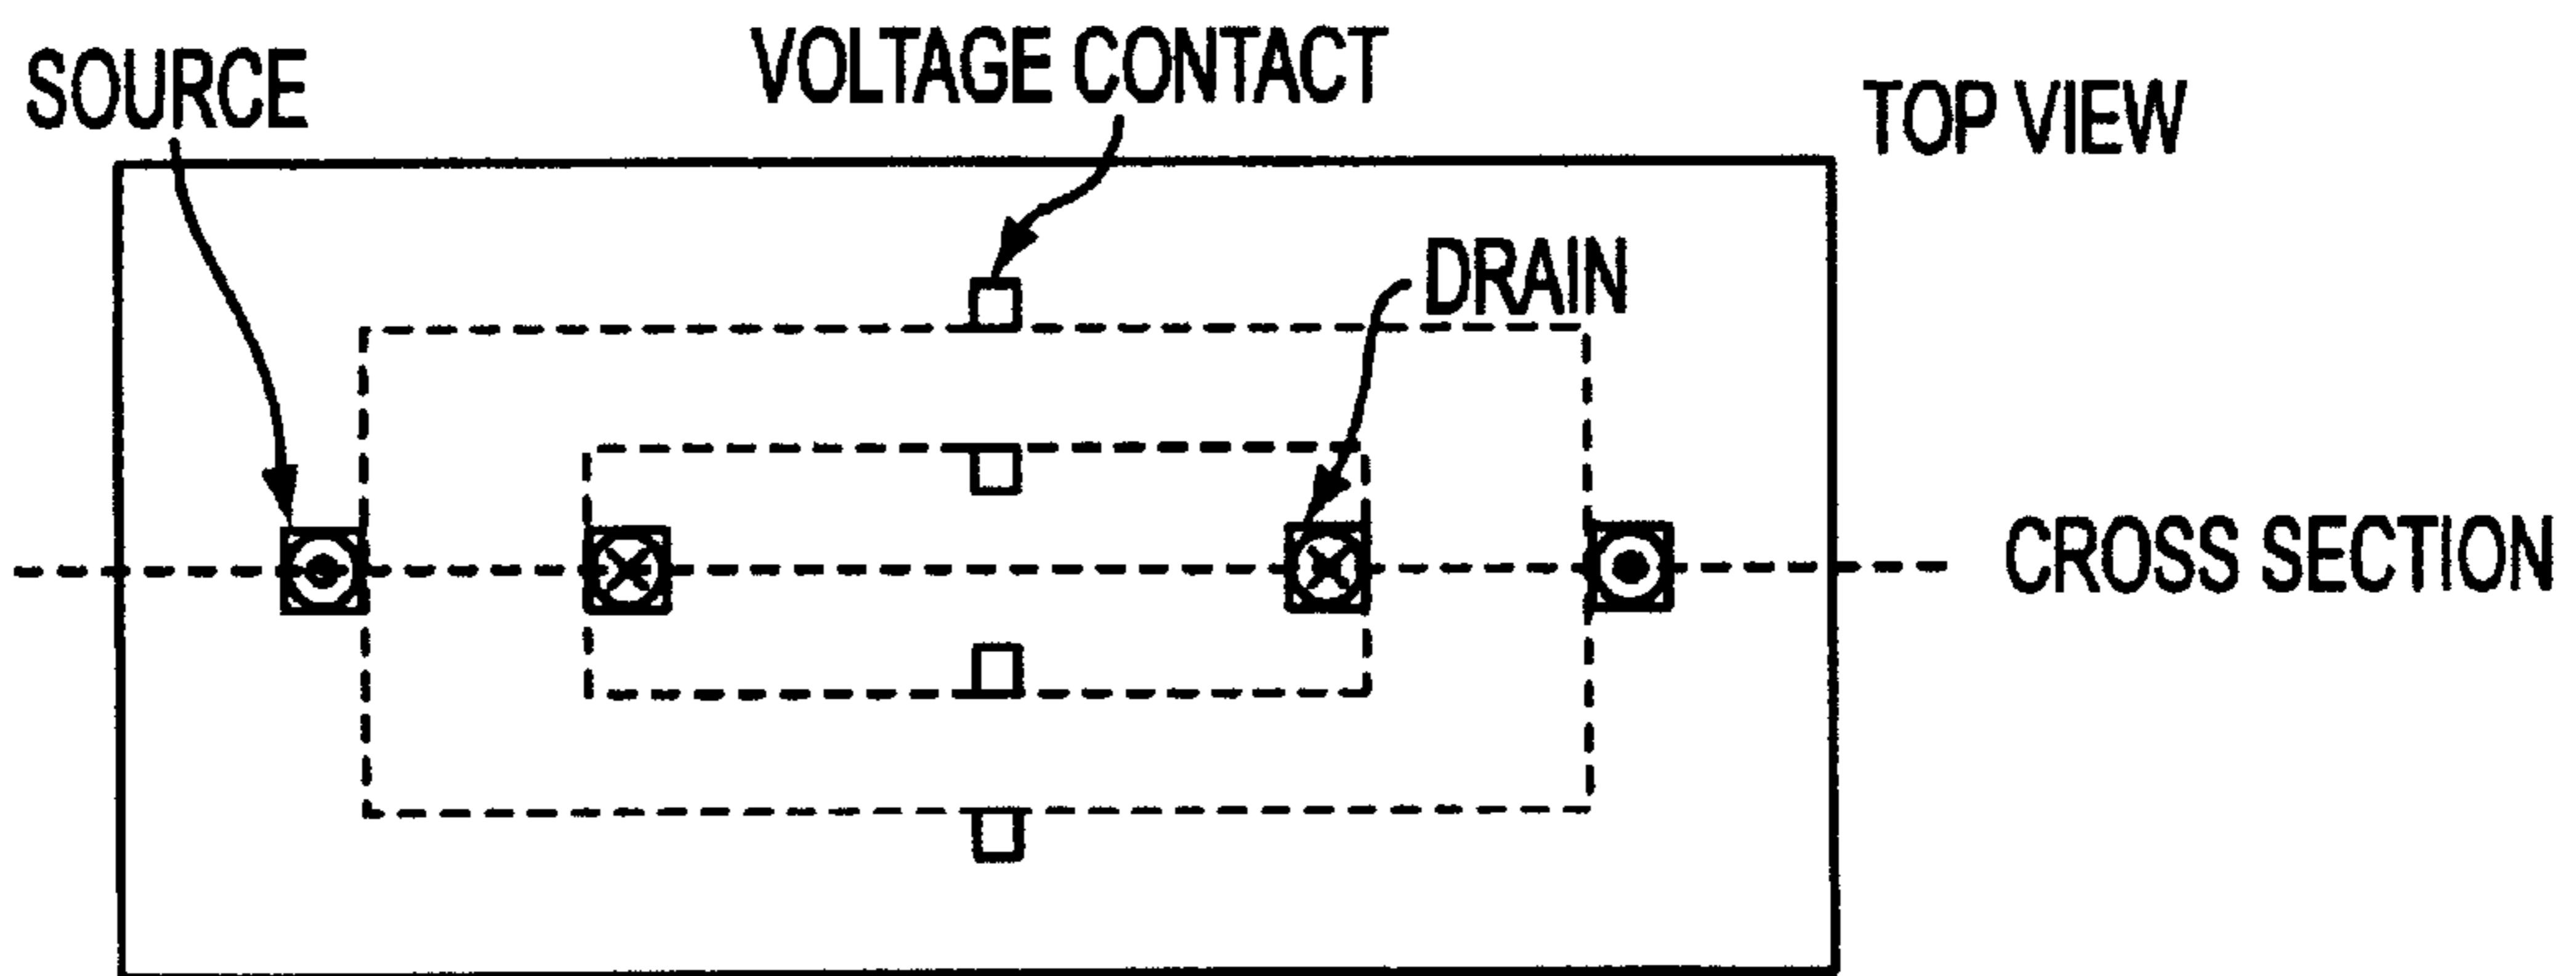 SOURCE
VOLTAGE CONTACT
TOP VIEW
DRAIN
CROSS SECTION